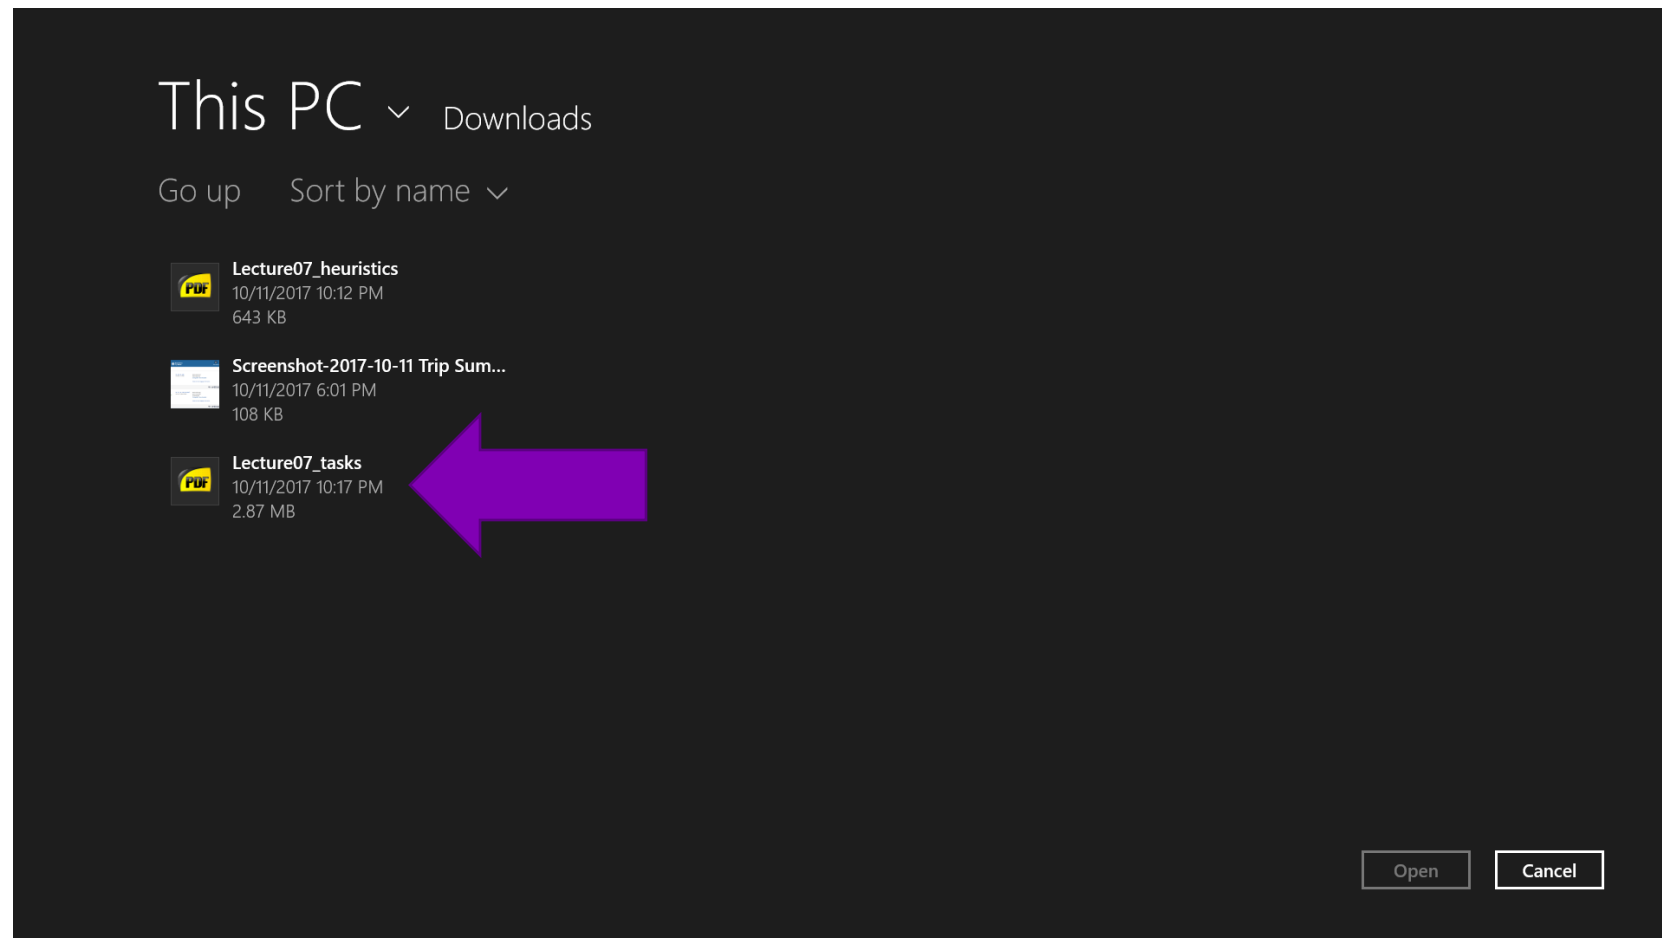 This PC Downloads
Go up Sort by name
Lecture07_heuristics
10/11/2017 10:12 PM
643 KB
Screenshot-2017-10-11 Trip Sum...
10/11/2017 6:01 PM
108 KB
Lecture07_tasks
10/11/2017 10:17 PM
2.87 MB
PDF
PDF
Open Cancel